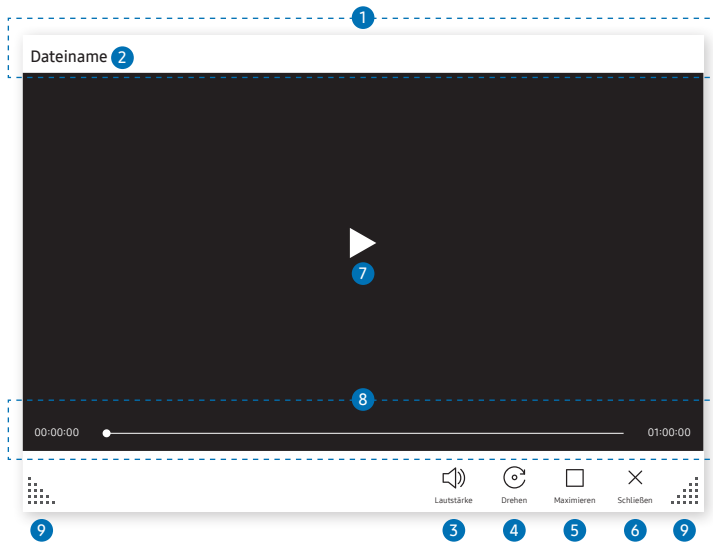 1
Dateiname 2
7
8
00:00:00 01:00:00
Lautstärke Drehen Maximieren Schließen
9 3 4 5 6 9